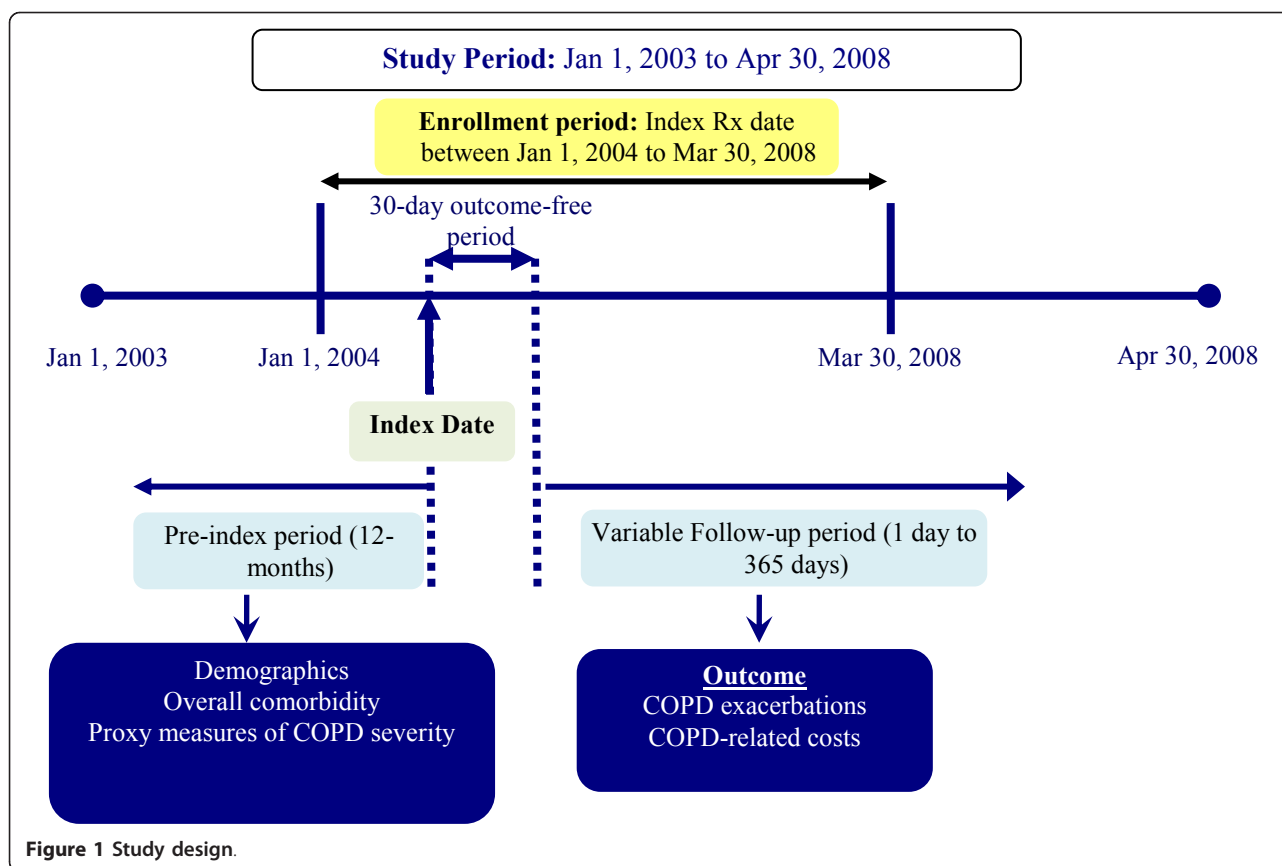 Study Period: Jan 1, 2003 to Apr 30, 2008
Enrollment period: Index Rx date
between Jan 1, 2004 to Mar 30, 2008
30-day outcome-free
period
Jan 1, 2003
Jan 1, 2004
Mar 30, 2008
Apr 30, 2008
Index Date
Pre-index period (12-
months)
Variable Follow-up period (1 day to
365 days)
Demographics
Overall comorbidity
Proxy measures of COPD severity
Outcome
COPD exacerbations
COPD-related costs
Figure 1 Study design.